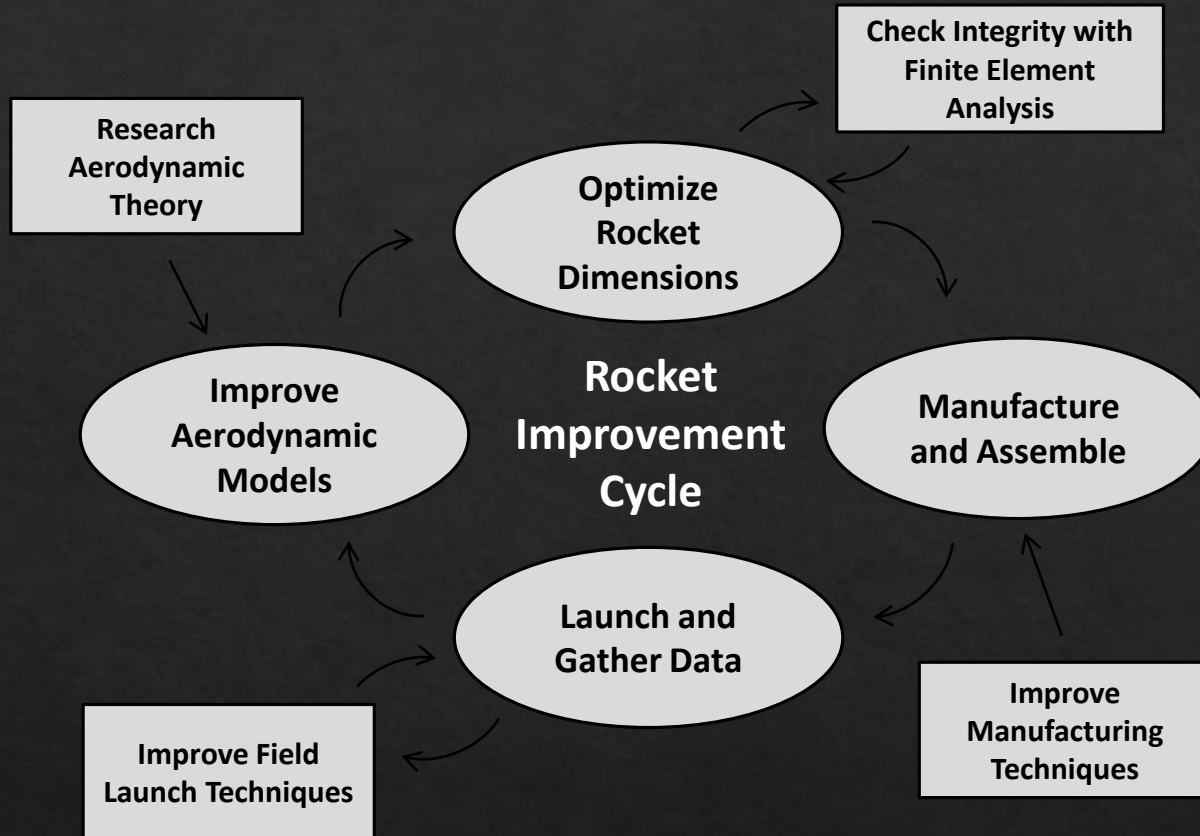 Check Integrity with
Finite Element
Analysis
Research
Aerodynamic
Theory
Optimize
Rocket
Dimensions
Improve
Aerodynamic
Models
Rocket
Improvement
Cycle
Manufacture
and Assemble
Launch and
Gather Data
Improve Field
Launch Techniques
Improve
Manufacturing
Techniques